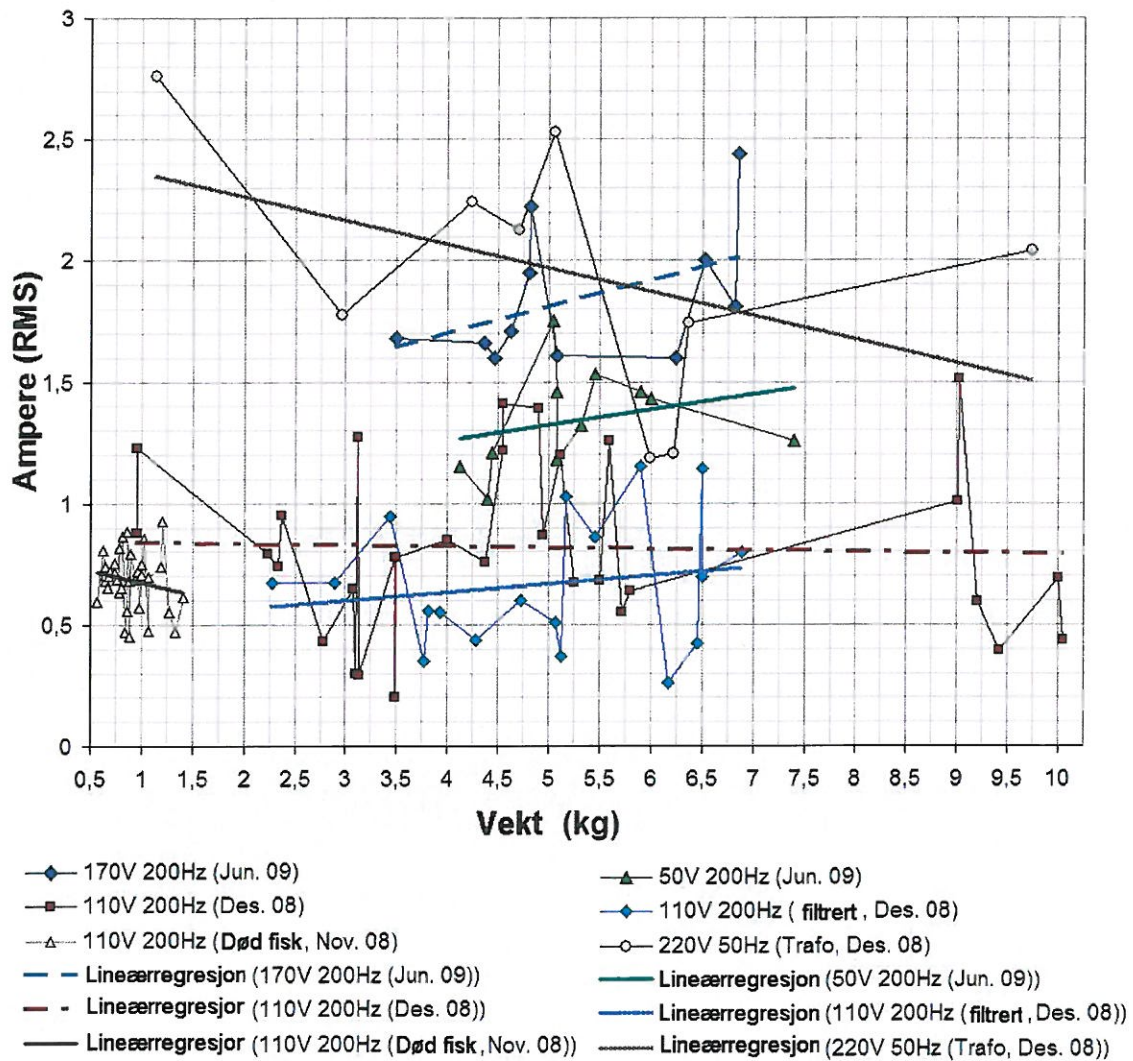 3
2,5
2
1,5
1
0,5
0
Ampere (RMS)
0,5 1 1,5 2 2,5 3 3,5 4 4,5 5 5,5 6 6,5 7 7,5 8 8,5 9 9,5 10
Vekt (kg)
170V 200Hz (Jun. 09)
110V 200Hz (Des. 08)
110V 200Hz (Død fisk, Nov. 08)
Lineærregresjon (170V 200Hz (Jun. 09))
Lineærregresjor (110V 200Hz (Des. 08))
Lineærregresjor (110V 200Hz (Død fisk, Nov. 08))
50V 200Hz (Jun. 09)
110V 200Hz ( filtrert , Des. 08)
220V 50Hz (Trafo, Des. 08)
Lineærregresjon (50V 200Hz (Jun. 09))
Lineærregresjon (110V 200Hz (filtrert, Des. 08))
Lineærregresjon (220V 50Hz (Trafo, Des. 08))